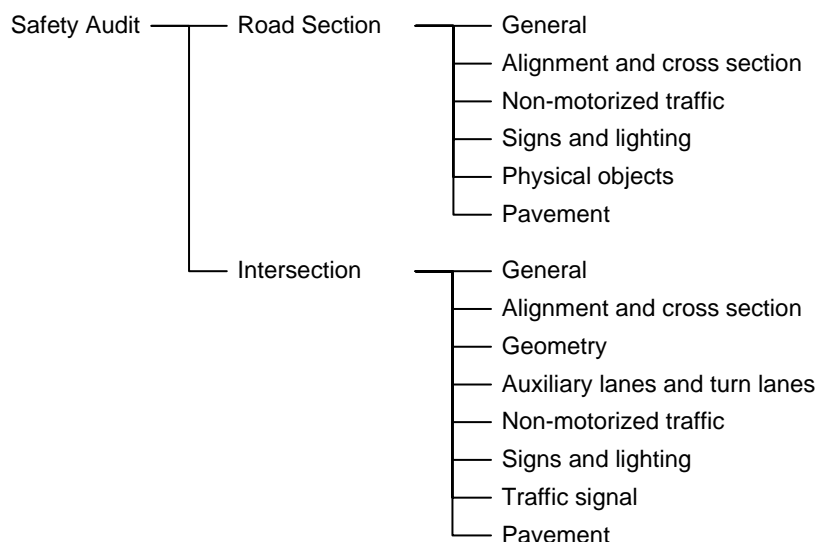 Safety Audit Road Section General
Alignment and cross section
Non-motorized traffic
Signs and lighting
Physical objects
Pavement
Intersection General
Alignment and cross section
Geometry
Auxiliary lanes and turn lanes
Non-motorized traffic
Signs and lighting
Traffic signal
Pavement